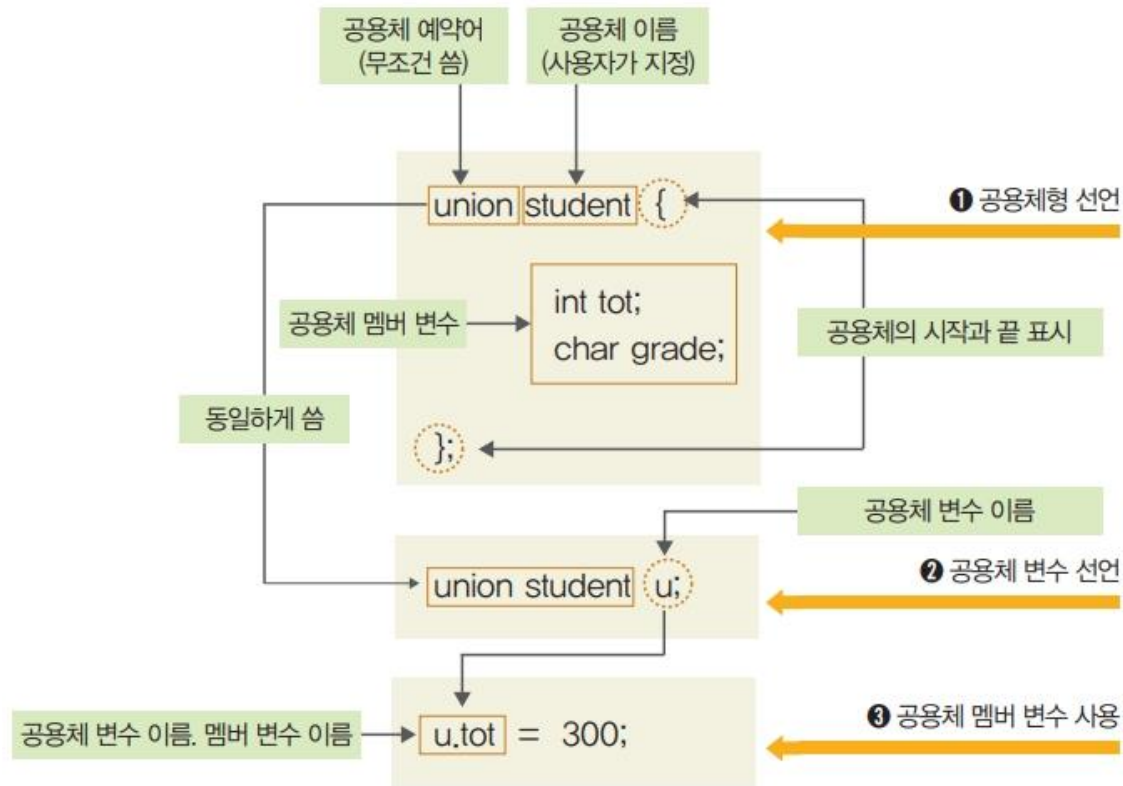 공용체 예약어
(무조건 씀)
공용체 이름
(사용자가 지정)
union student {
❶ 공용체형 선언
공용체 멤버 변수
int tot;
char grade;
공용체의 시작과 끝 표시
동일하게 씀
};
공용체 변수 이름
❷ 공용체 변수 선언
union student u;
❸ 공용체 멤버 변수 사용
공용체 변수 이름. 멤버 변수 이름
u.tot = 300;